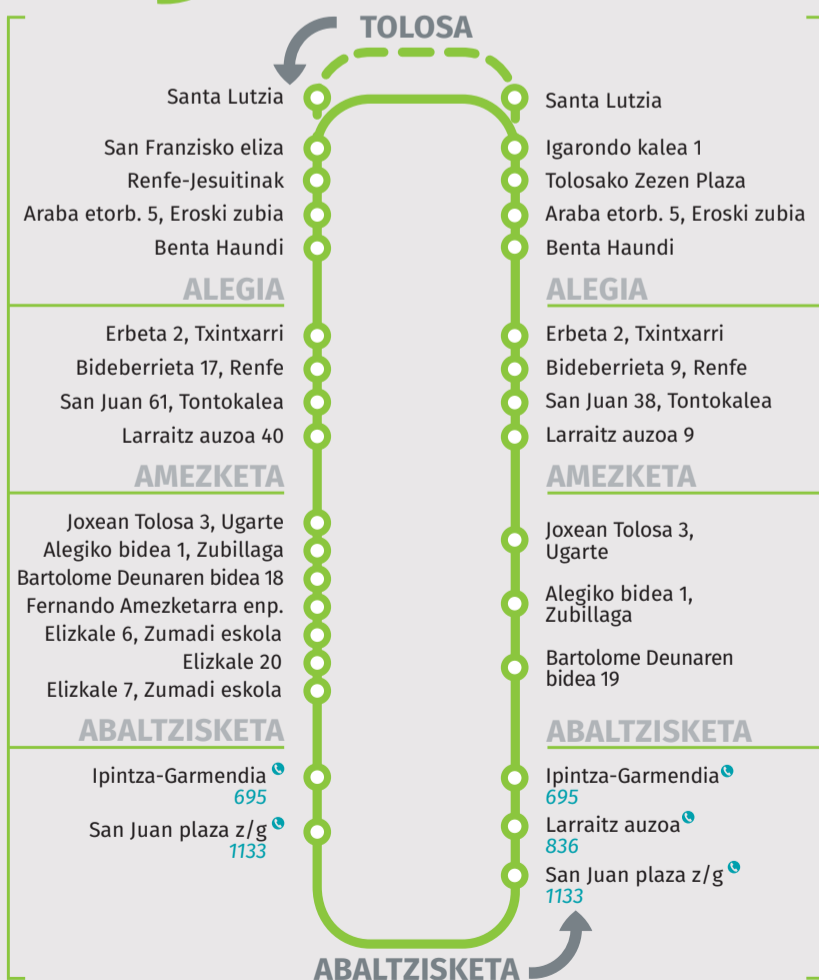 TOLOSA
Santa Lutzia
San Franzisko eliza
Renfe-Jesuitinak
Araba etorb. 5, Eroski zubia
Benta Haundi
ALEGIA
Erbeta 2, Txintxarri
Bideberrieta 17, Renfe
San Juan 61, Tontokalea
Larraitz auzoa 40
AMEZKETA
Joxean Tolosa 3, Ugarte
Alegiko bidea 1, Zubillaga
Bartolome Deunaren bidea 18
Fernando Amezketarra enp.
Elizkale 6, Zumadi eskola
Elizkale 20
Elizkale 7, Zumadi eskola
ABALTZISKETA
Ipintza-Garmendia
695
San Juan plaza z/g
1133
Santa Lutzia
Igarondo kalea 1
Tolosako Zezen Plaza
Araba etorb. 5, Eroski zubia
Benta Haundi
ALEGIA
Erbeta 2, Txintxarri
Bideberrieta 9, Renfe
San Juan 38, Tontokalea
Larraitz auzoa 9
AMEZKETA
Joxean Tolosa 3,
Ugarte
Alegiko bidea 1,
Zubillaga
Bartolome Deunaren
bidea 19
ABALTZISKETA
Ipintza-Garmendia
695
Larraitz auzoa
836
San Juan plaza z/g
1133
ABALTZISKETA